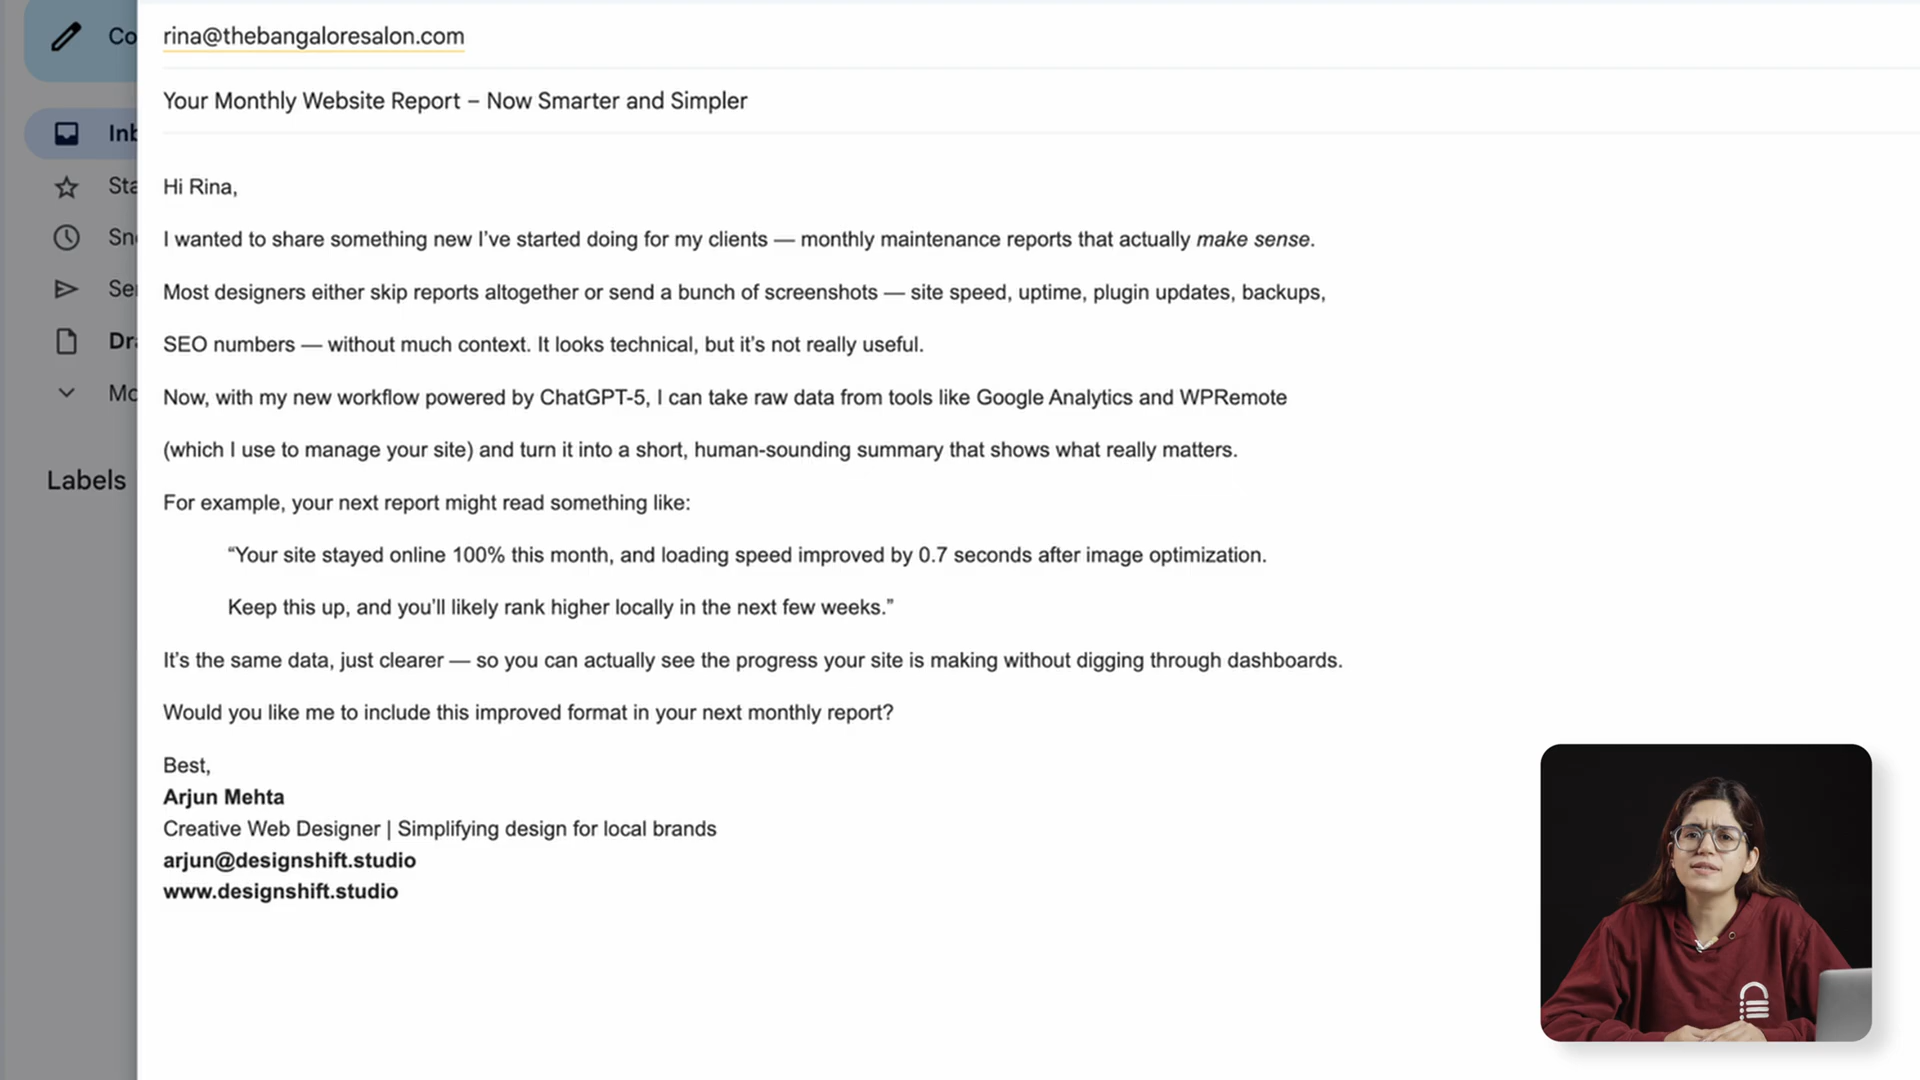 Co
rina@thebangaloresalon.com
Your Monthly Website Report – Now Smarter and Simpler
Inb
Sta
Sn
Se
Dra
Mo
Labels
Hi Rina,
I wanted to share something new I’ve started doing for my clients — monthly maintenance reports that actually make sense.
Most designers either skip reports altogether or send a bunch of screenshots — site speed, uptime, plugin updates, backups,
SEO numbers — without much context. It looks technical, but it’s not really useful.
Now, with my new workflow powered by ChatGPT-5, I can take raw data from tools like Google Analytics and WPRemote
(which I use to manage your site) and turn it into a short, human-sounding summary that shows what really matters.
For example, your next report might read something like:
“Your site stayed online 100% this month, and loading speed improved by 0.7 seconds after image optimization.
Keep this up, and you’ll likely rank higher locally in the next few weeks.”
It’s the same data, just clearer — so you can actually see the progress your site is making without digging through dashboards.
Would you like me to include this improved format in your next monthly report?
Best,
Arjun Mehta
Creative Web Designer | Simplifying design for local brands
arjun@designshift.studio
www.designshift.studio